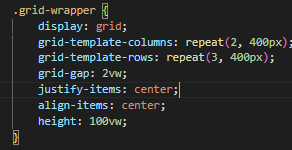 .grid-wrapper {
    display: grid;
    grid-template-columns: repeat(2, 400px);
    grid-template-rows: repeat(3, 400px);
    grid-gap: 2vw;
    justify-items: center;
    align-items: center;
    height: 100vw;
}